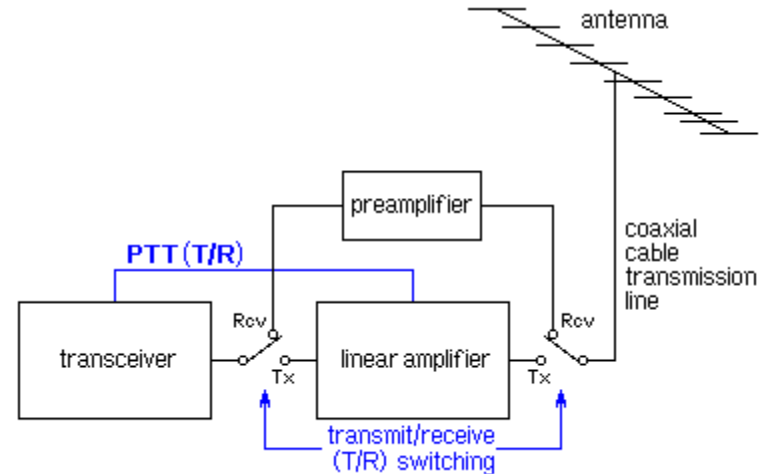 antenna
preamplifier
coaxial
cable
transmission
line
PTT (T/R)
Rcv
Rcv
transceiver
linear amplifier
Tx
Tx
transmit/receive
(T/R) switching